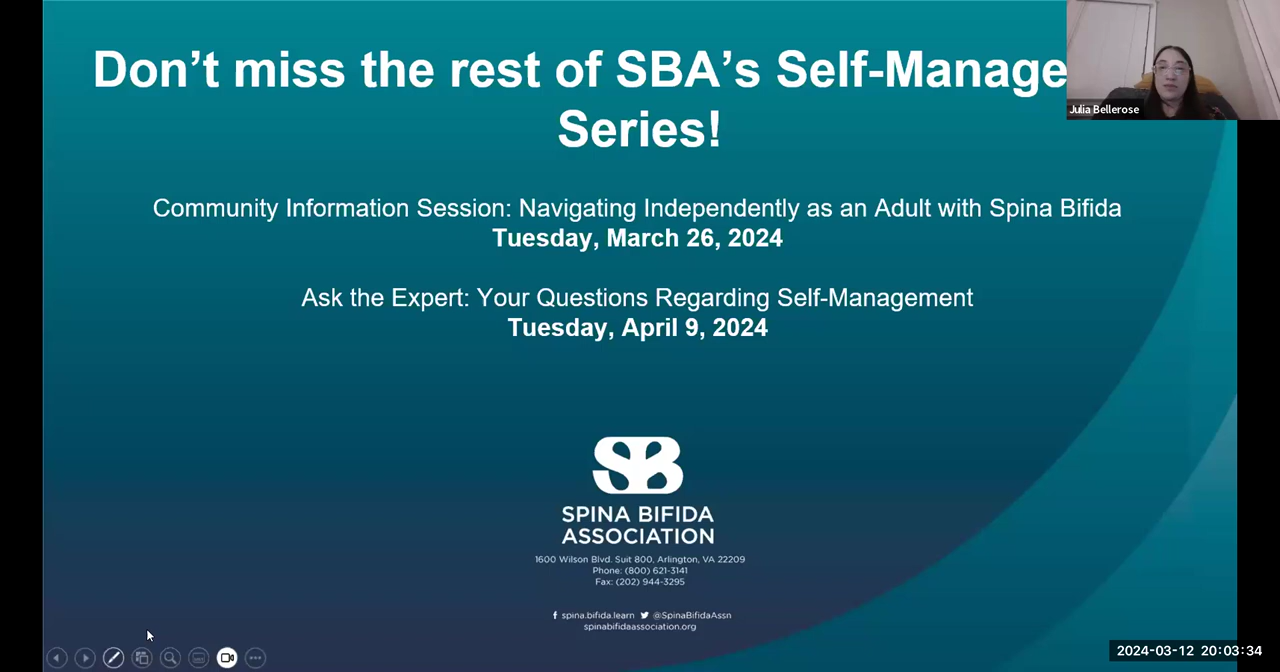 Don't miss the rest of SBA's Self-Manage
Series!
Julia Bellerose
Community Information Session: Navigating Independently as an Adult with Spina Bifida
Tuesday, March 26, 2024
Ask the Expert: Your Questions Regarding Self-Management
Tuesday, April 9, 2024
SB
SPINA BIFIDA
ASSOCIATION
1600 Wilson Blvd. Suit 800, Arlington, VA 22209
Phone: (800) 621-3141
Fax: (202) 944-3295
spina.bifida.learn @SpinaBifidaAssn
spinabifidaassociation.org
2024-03-12 20:03:34